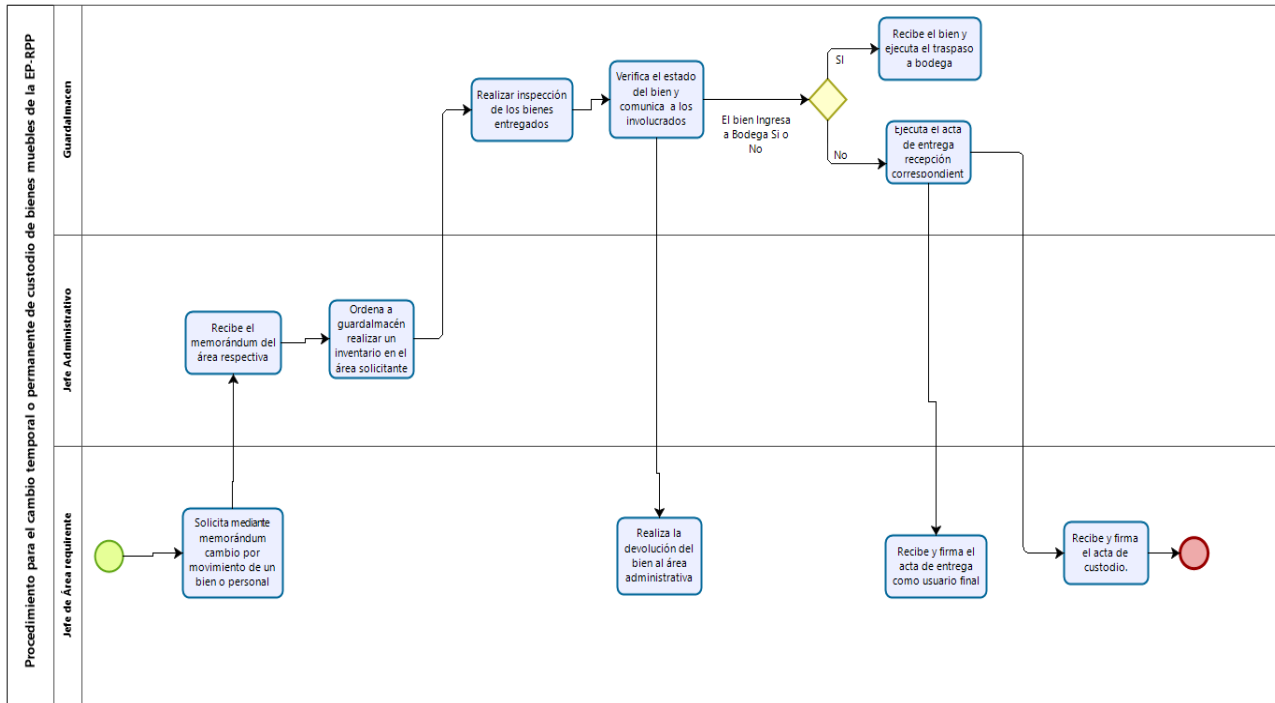 Procedimiento para el cambio temporal o permanente de custodio de bienes muebles de la EP-RPP
Guardalmacen
Realizar inspección
de los bienes
entregados
Verifica el estado
del bien y
comunica a los
involucrados
El bien Ingresa
a Bodega Si o
No
SI
Recibe el bien y
ejecuta el traspaso
a bodega
No
Ejecuta el acta
de entrega
recepción
correspondient
Jefe Administrativo
Recibe el
memorándum del
área respectiva
Ordena a
guardalmacén
realizar un
inventario en el
área solicitante
Jefe de Área requirente
Solicita mediante
memorándum
cambio por
movimiento de un
bien o personal
Realiza la
devolución del
bien al área
administrativa
Recibe y firma el
acta de entrega
como usuario final
Recibe y firma
el acta de
custodio.